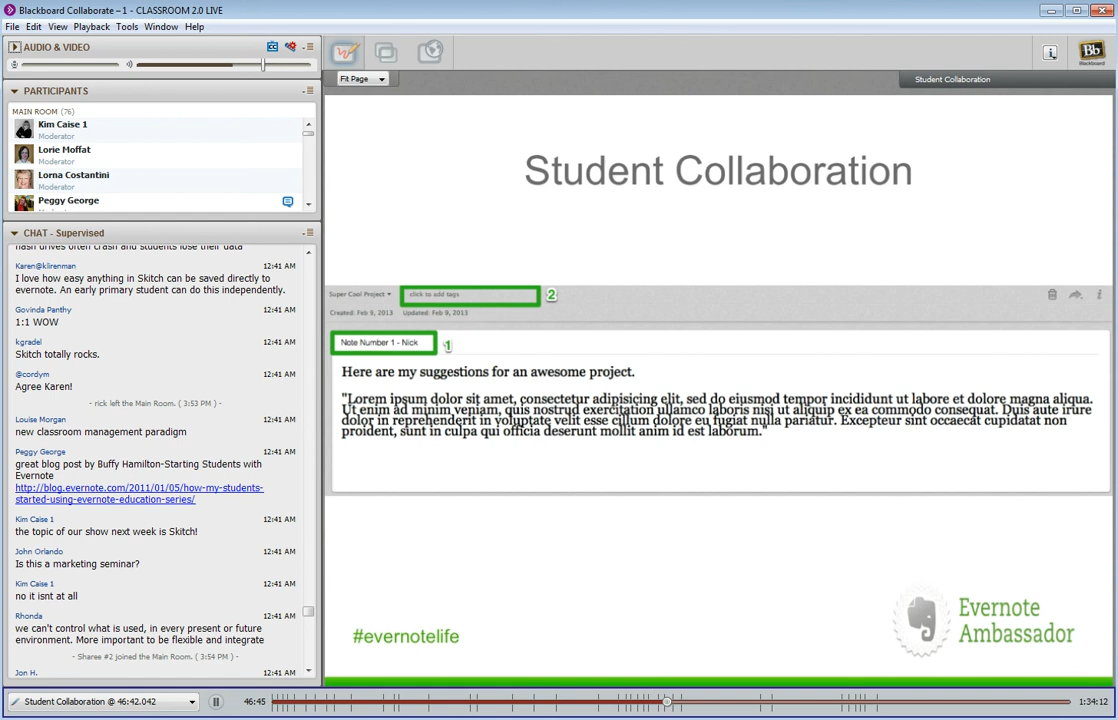 Blackboard Collaborate – 1 - CLASSROOM 2.0 LIVE
File Edit View Playback Tools Window Help
AUDIO & VIDEO
PARTICIPANTS
MAIN ROOM (76)
Kim Caise 1
Moderator
Lorie Moffat
Moderator
Lorna Costantini
Moderator
Peggy George
CHAT - Supervised
flash drives often crash and students lose their data
Karen@klirenman 12:41 AM
I love how easy anything in Skitch can be saved directly to
evernote. An early primary student can do this independently.
Govinda Panthy 12:41 AM
1:1 WOW
kgradel 12:41 AM
Skitch totally rocks.
@cordym 12:41 AM
Agree Karen!
- rick left the Main Room. ( 3:53 PM ) -
Louise Morgan 12:41 AM
new classroom management paradigm
Peggy George 12:41 AM
great blog post by Buffy Hamilton-Starting Students with
Evernote
http://blog.evernote.com/2011/01/05/how-my-students-
started-using-evernote-education-series/
Kim Caise 1 12:41 AM
the topic of our show next week is Skitch!
John Orlando 12:41 AM
Is this a marketing seminar?
Kim Caise 1 12:41 AM
no it isnt at all
Rhonda 12:41 AM
we can't control what is used, in every present or future
environment. More important to be flexible and integrate
- Sharee #2 joined the Main Room. ( 3:54 PM ) -
Jon H. 12:41 AM
Fit Page
Student Collaboration
Bb
Blackboard
Student Collaboration
Super Cool Project click to add tags 2
Created: Feb 9, 2013 Updated: Feb 9, 2013
Note Number 1 - Nick 1
Here are my suggestions for an awesome project.
"Lorem ipsum dolor sit amet, consectetur adipisicing elit, sed do eiusmod tempor incididunt ut labore et dolore magna aliqua.
Ut enim ad minim veniam, quis nostrud exercitation ullamco laboris nisi ut aliquip ex ea commodo consequat. Duis aute irure
dolor in reprehenderit in voluptate velit esse cillum dolore eu fugiat nulla pariatur. Excepteur sint occaecat cupidatat non
proident, sunt in culpa qui officia deserunt mollit anim id est laborum."
#evernotelife
Evernote
Ambassador
Student Collaboration @ 46:42.042
46:45
1:34:12